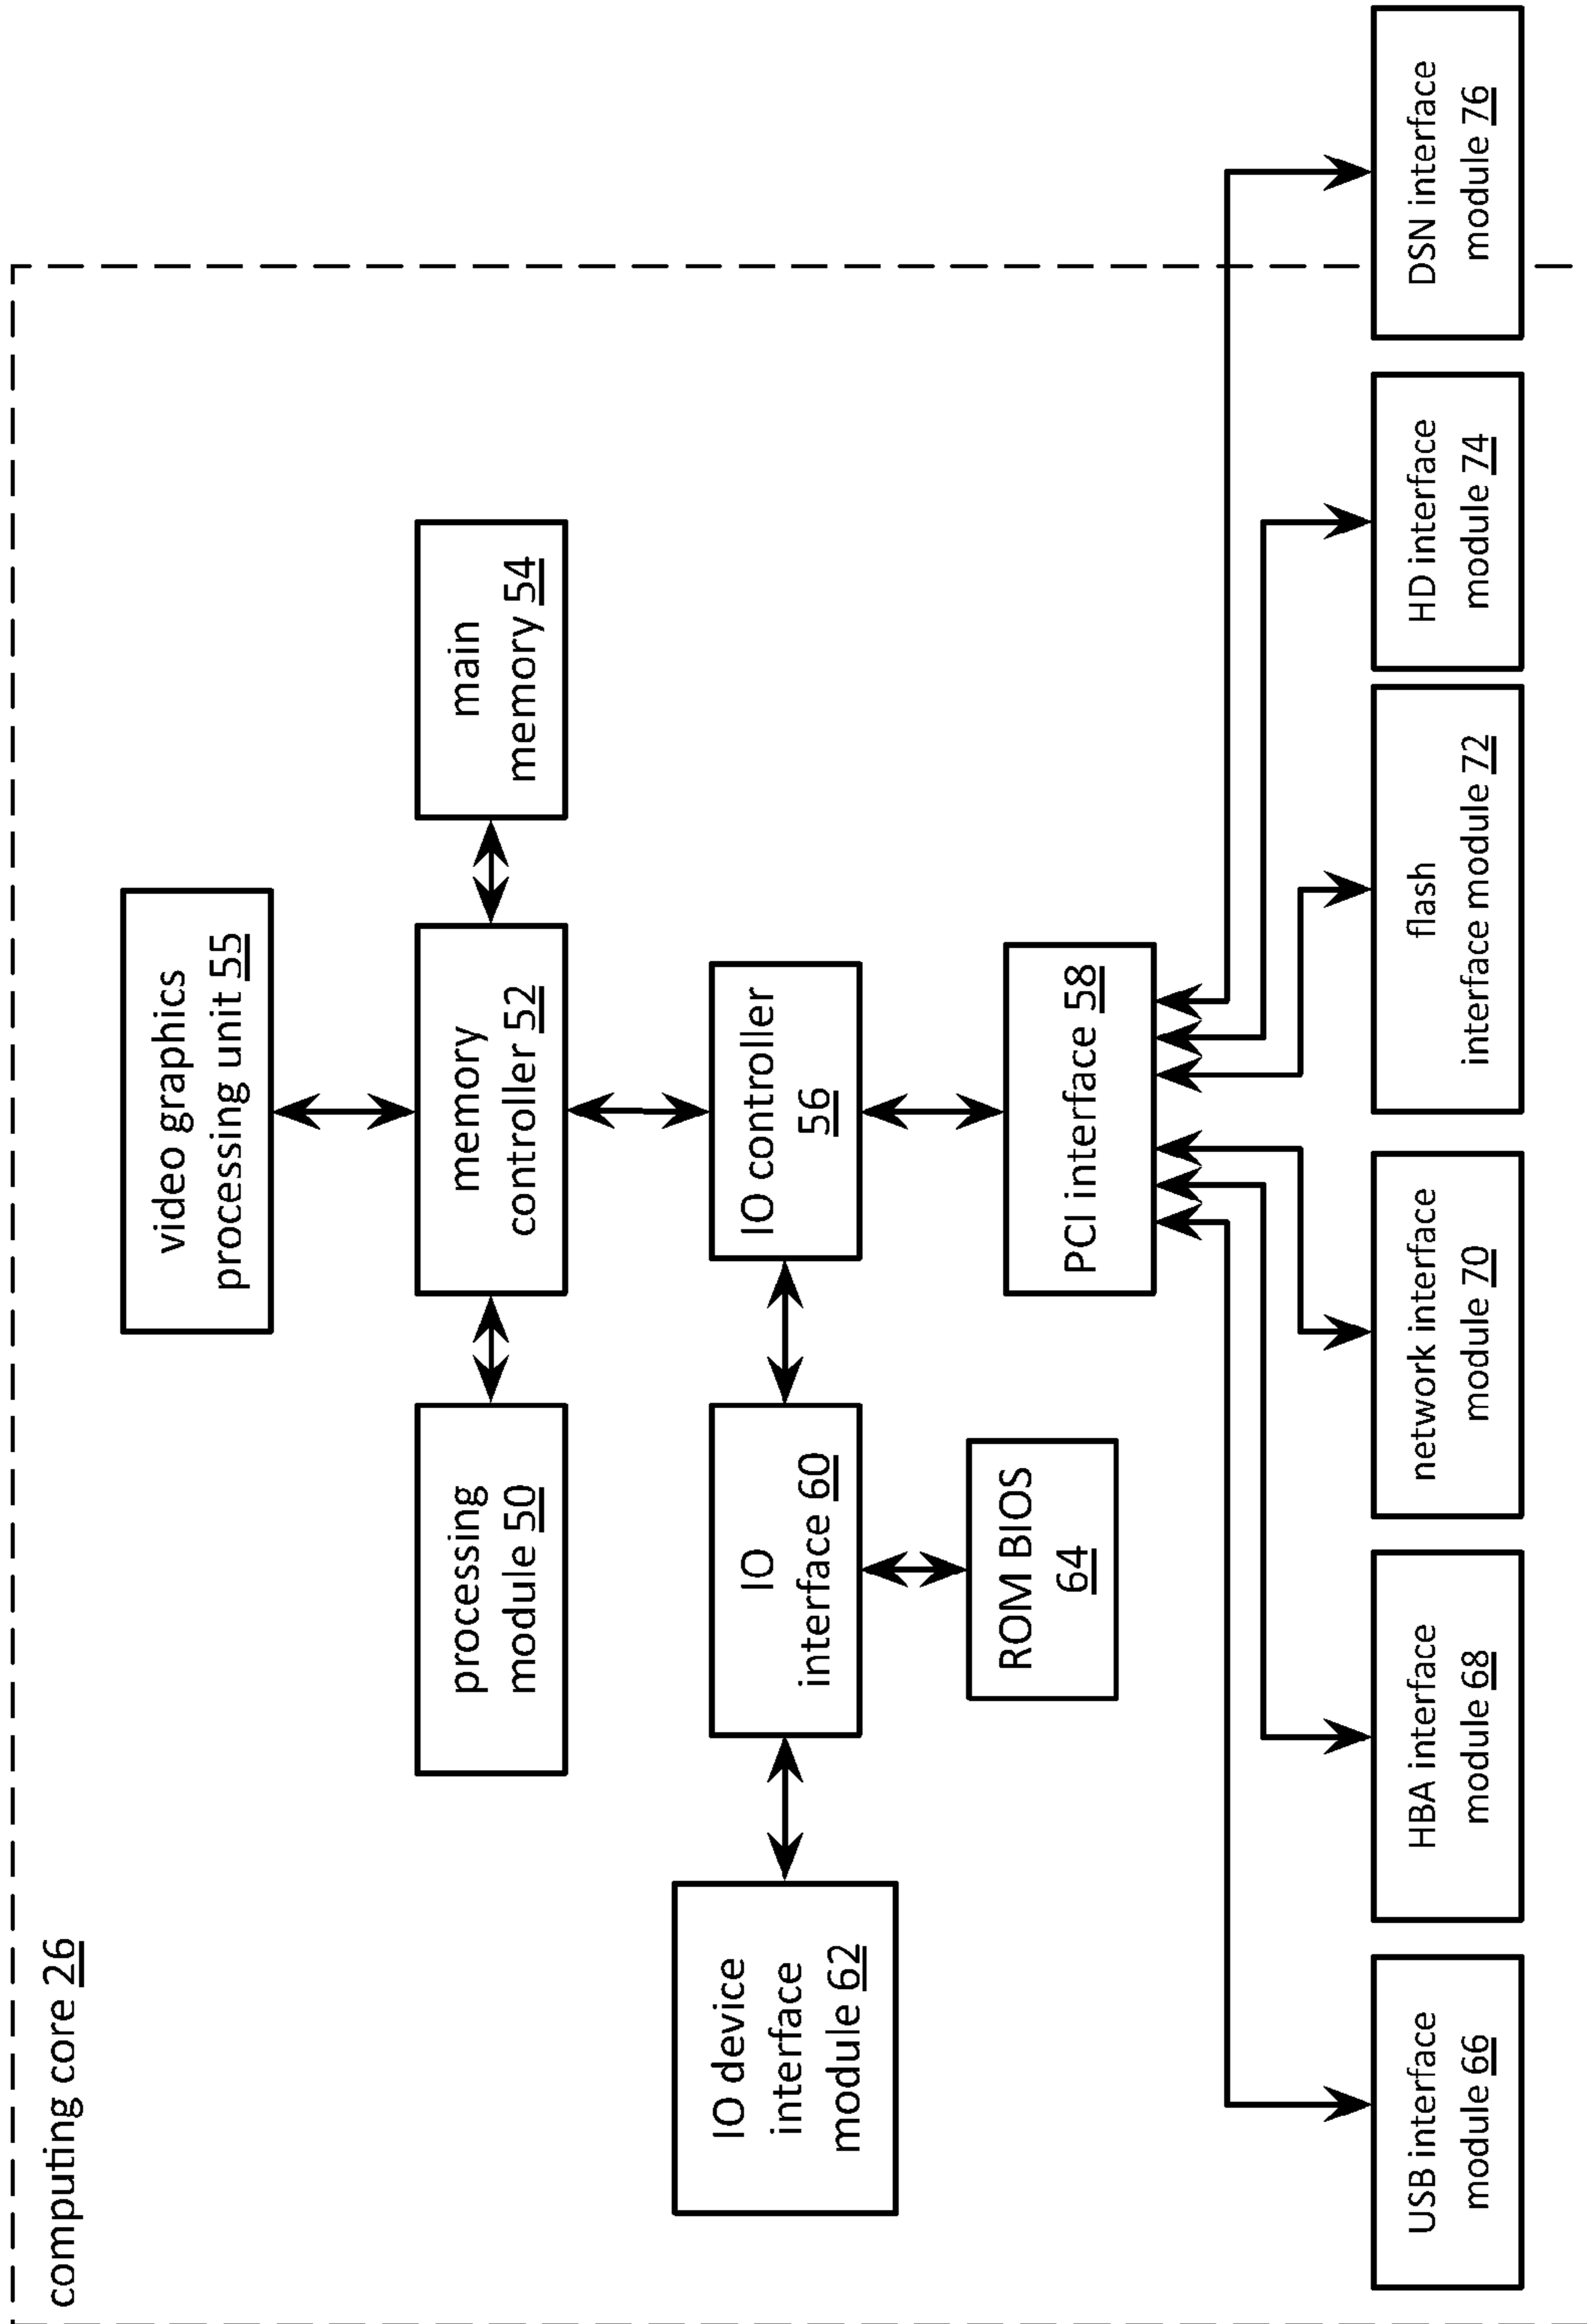 computing core 26
video graphics
processing unit 55
processing
module 50
memory
controller 52
main
memory 54
IO device
interface
module 62
IO
interface 60
IO controller
56
ROM BIOS
64
PCI interface 58
USB interface
module 66
HBA interface
module 68
network interface
module 70
flash
interface module 72
HD interface
module 74
DSN interface
module 76